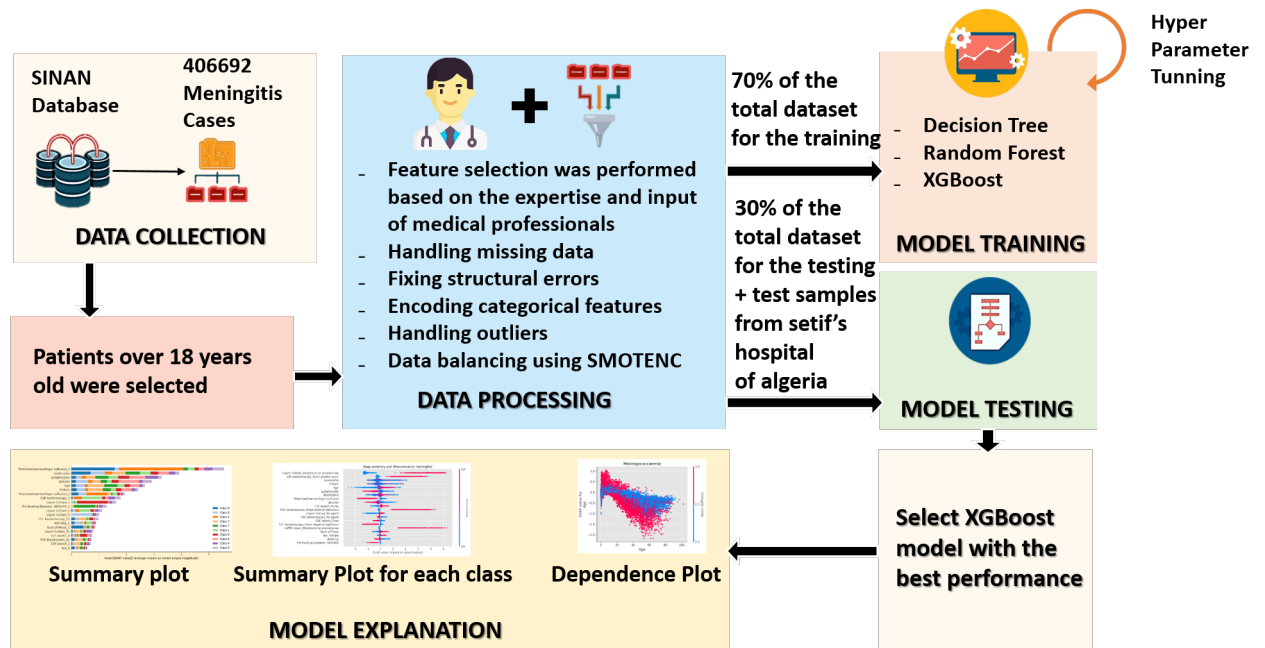 SINAN
Database
406692
Meningitis
Cases
DATA COLLECTION
Patients over 18 years
old were selected
- Feature selection was performed
based on the expertise and input
of medical professionals
- Handling missing data
- Fixing structural errors
- Encoding categorical features
- Handling outliers
- Data balancing using SMOTENC
DATA PROCESSING
70% of the
total dataset
for the training
30% of the
total dataset
for the testing
+ test samples
from setif's
hospital
of algeria
Hyper
Parameter
Tunning
- Decision Tree
- Random Forest
- XGBoost
MODEL TRAINING
MODEL TESTING
Select XGBoost
model with the
best performance
Summary plot
Summary Plot for each class
Dependence Plot
Age
MODEL EXPLANATION